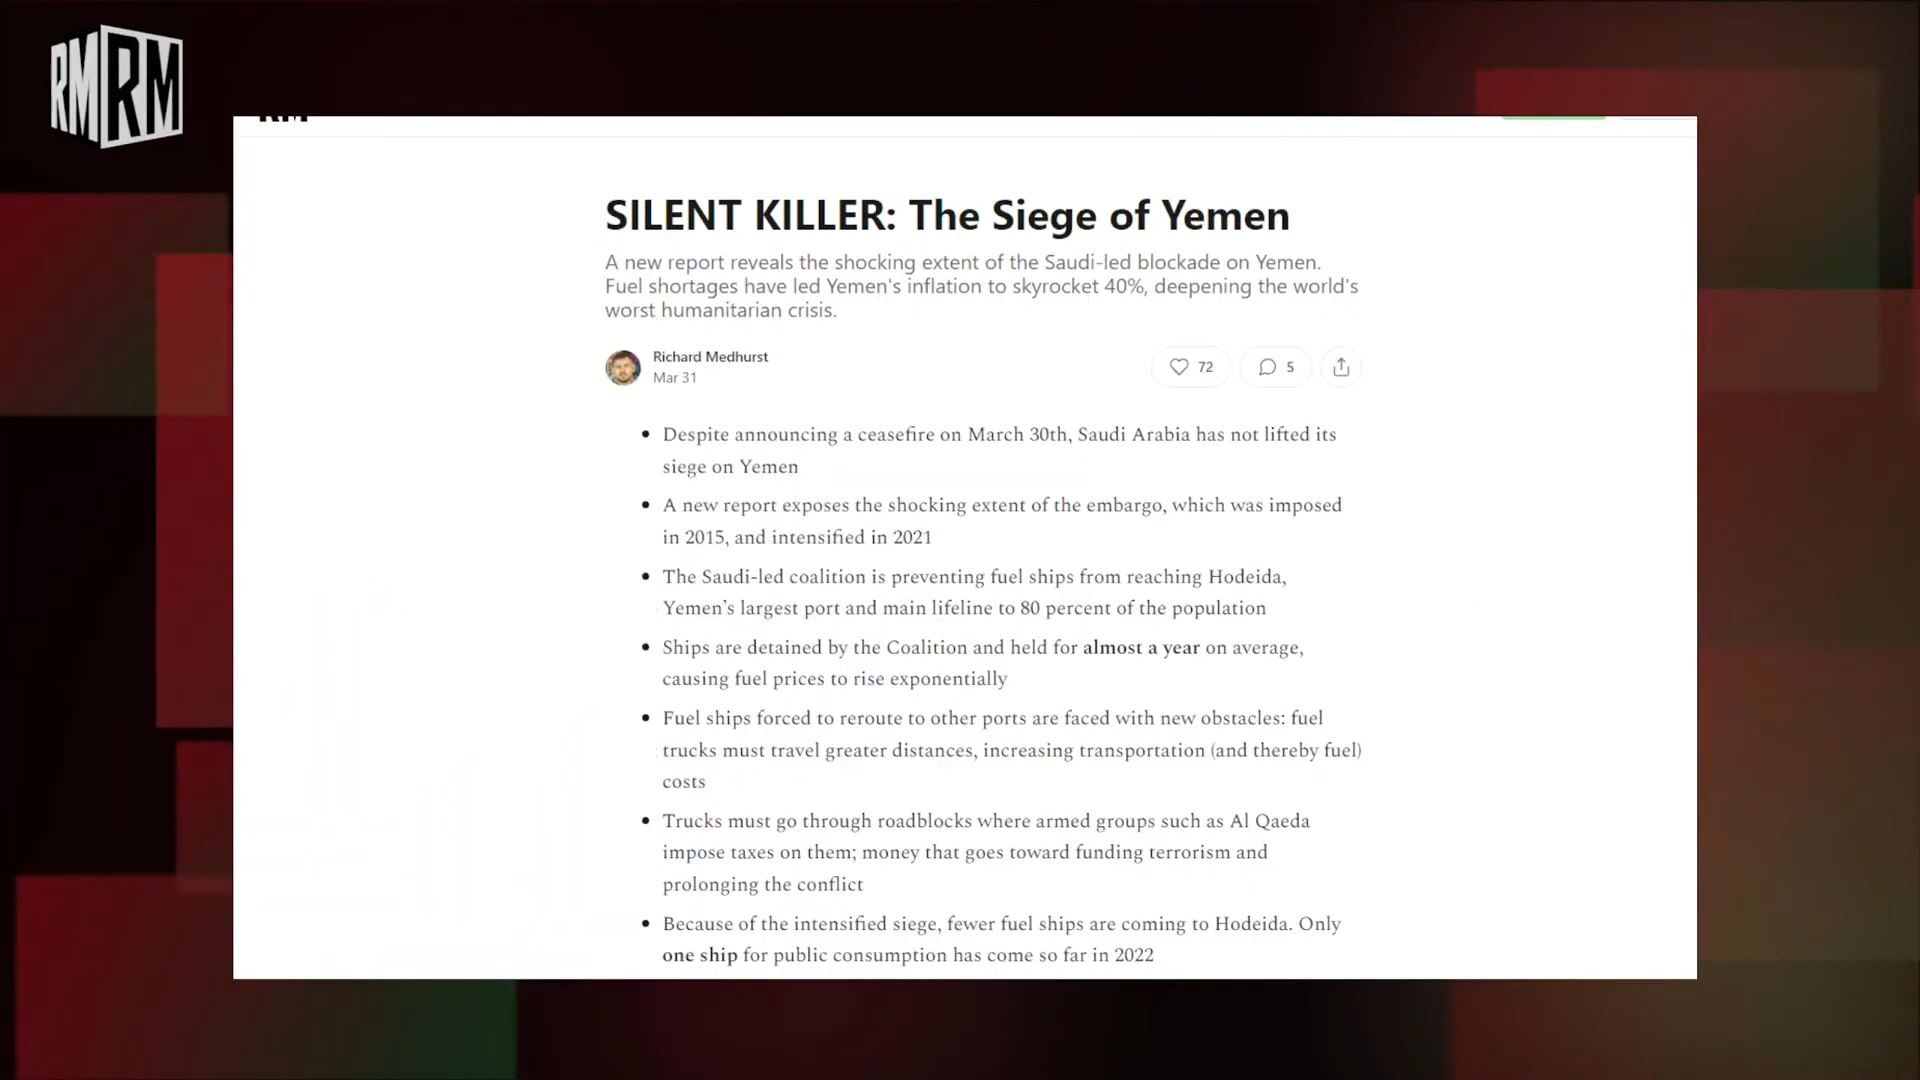 RMRM
RM
SILENT KILLER: The Siege of Yemen
A new report reveals the shocking extent of the Saudi-led blockade on Yemen.
Fuel shortages have led Yemen's inflation to skyrocket 40%, deepening the world's
worst humanitarian crisis.
Richard Medhurst
Mar 31
72
5
• Despite announcing a ceasefire on March 30th, Saudi Arabia has not lifted its
siege on Yemen
• A new report exposes the shocking extent of the embargo, which was imposed
in 2015, and intensified in 2021
• The Saudi-led coalition is preventing fuel ships from reaching Hodeida,
Yemen’s largest port and main lifeline to 80 percent of the population
• Ships are detained by the Coalition and held for almost a year on average,
causing fuel prices to rise exponentially
• Fuel ships forced to reroute to other ports are faced with new obstacles: fuel
trucks must travel greater distances, increasing transportation (and thereby fuel)
costs
• Trucks must go through roadblocks where armed groups such as Al Qaeda
impose taxes on them; money that goes toward funding terrorism and
prolonging the conflict
• Because of the intensified siege, fewer fuel ships are coming to Hodeida. Only
one ship for public consumption has come so far in 2022